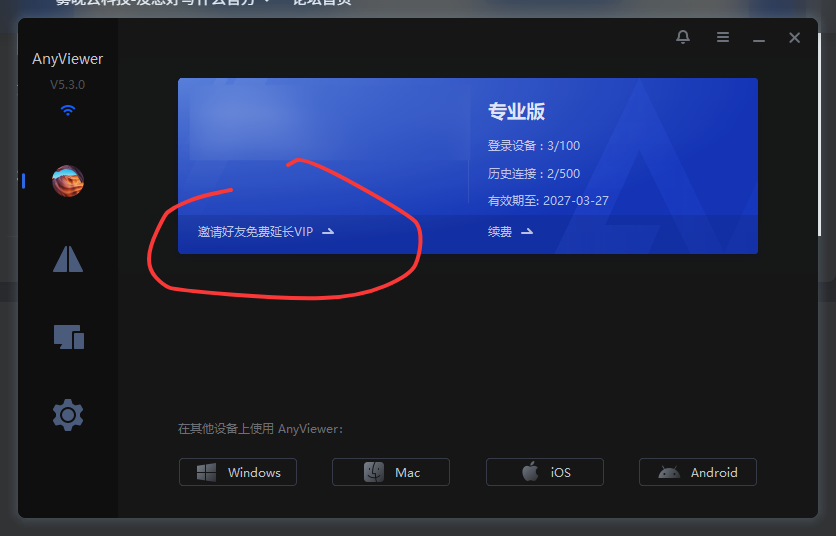 AnyViewer
V5.3.0
专业版
登录设备：3/100
历史连接：2/500
有效期至: 2027-03-27
邀请好友免费延长VIP
续费
在其他设备上使用 AnyViewer:
Windows
Mac
iOS
Android